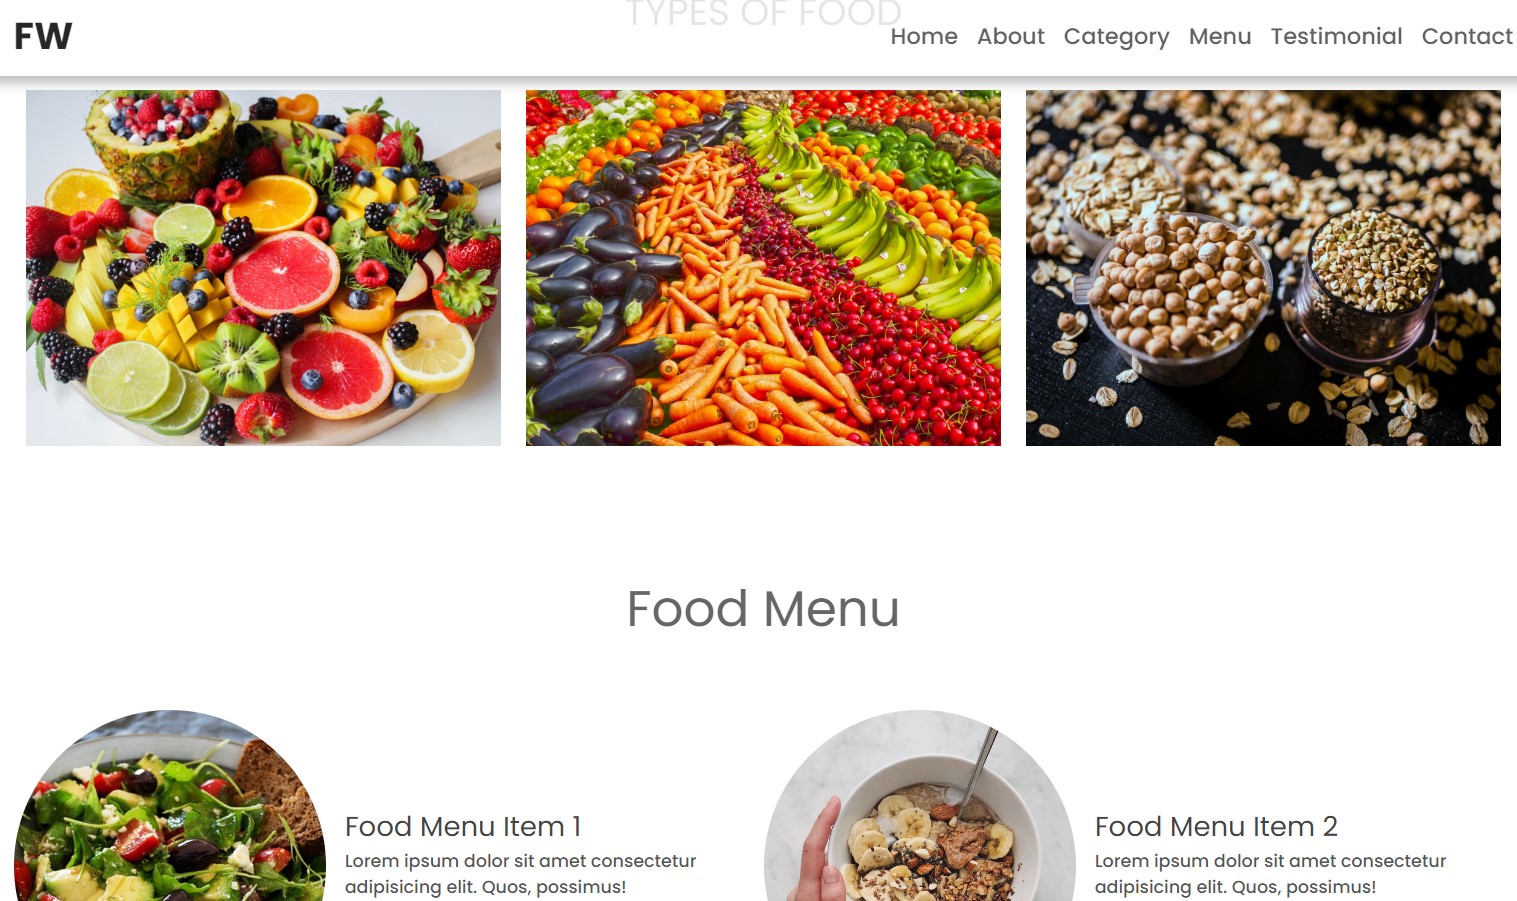 TYPES OF FOOD
FW
Home About Category Menu Testimonial Contact
Food Menu
Food Menu Item 1
Lorem ipsum dolor sit amet consectetur
adipisicing elit. Quos, possimus!
Food Menu Item 2
Lorem ipsum dolor sit amet consectetur
adipisicing elit. Quos, possimus!